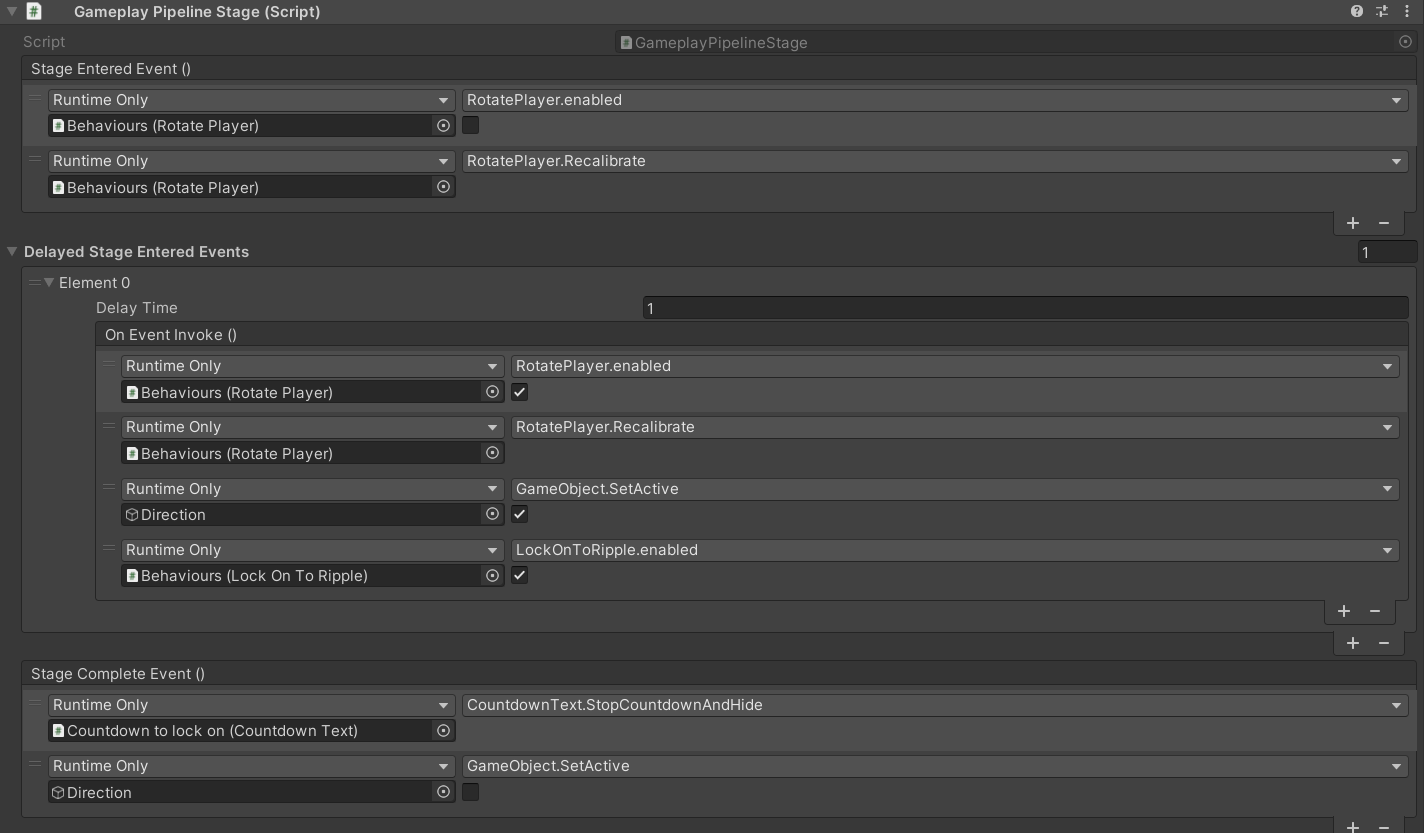 Gameplay Pipeline Stage (Script)
Script GameplayPipelineStage
Stage Entered Event ()
Runtime Only RotatePlayer.enabled
Behaviours (Rotate Player)
Runtime Only RotatePlayer.Recalibrate
Behaviours (Rotate Player)
Delayed Stage Entered Events 1
Element 0
Delay Time 1
On Event Invoke ()
Runtime Only RotatePlayer.enabled
Behaviours (Rotate Player)
Runtime Only RotatePlayer.Recalibrate
Behaviours (Rotate Player)
Runtime Only GameObject.SetActive
Direction
Runtime Only LockOnToRipple.enabled
Behaviours (Lock On To Ripple)
Stage Complete Event ()
Runtime Only CountdownText.StopCountdownAndHide
Countdown to lock on (Countdown Text)
Runtime Only GameObject.SetActive
Direction